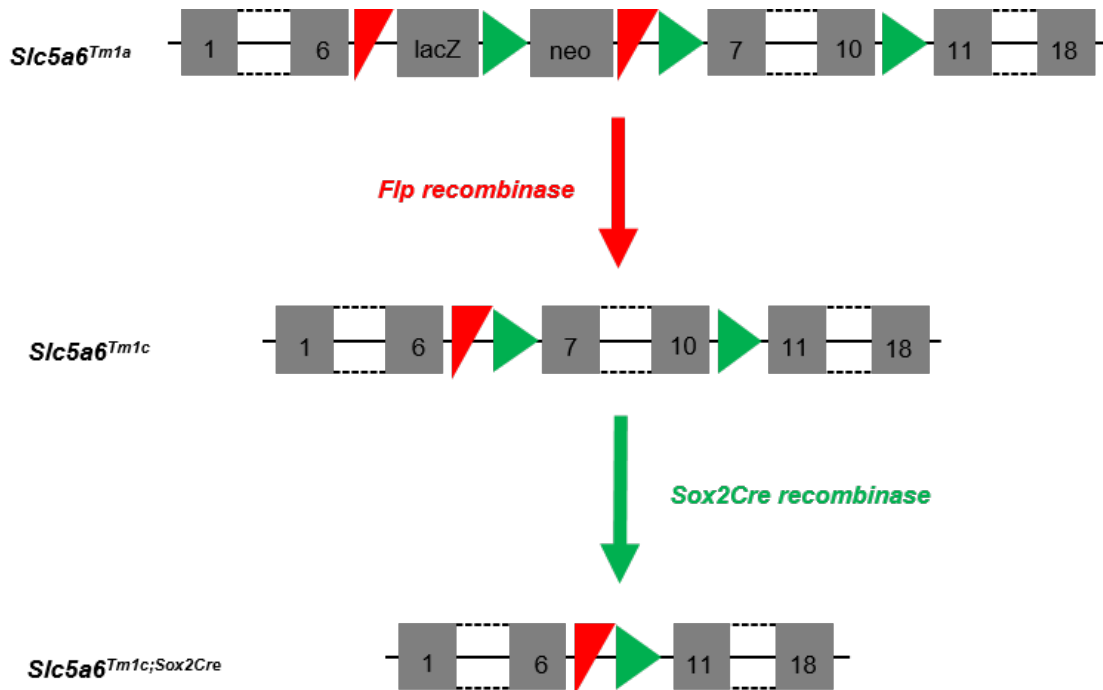 Slc5a6Tm1a 1 6 lacZ neo 7 10 11 18
Flp recombinase
Slc5a6Tm1c 1 6 7 10 11 18
Sox2Cre recombinase
Slc5a6Tm1c;Sox2Cre 1 6 11 18